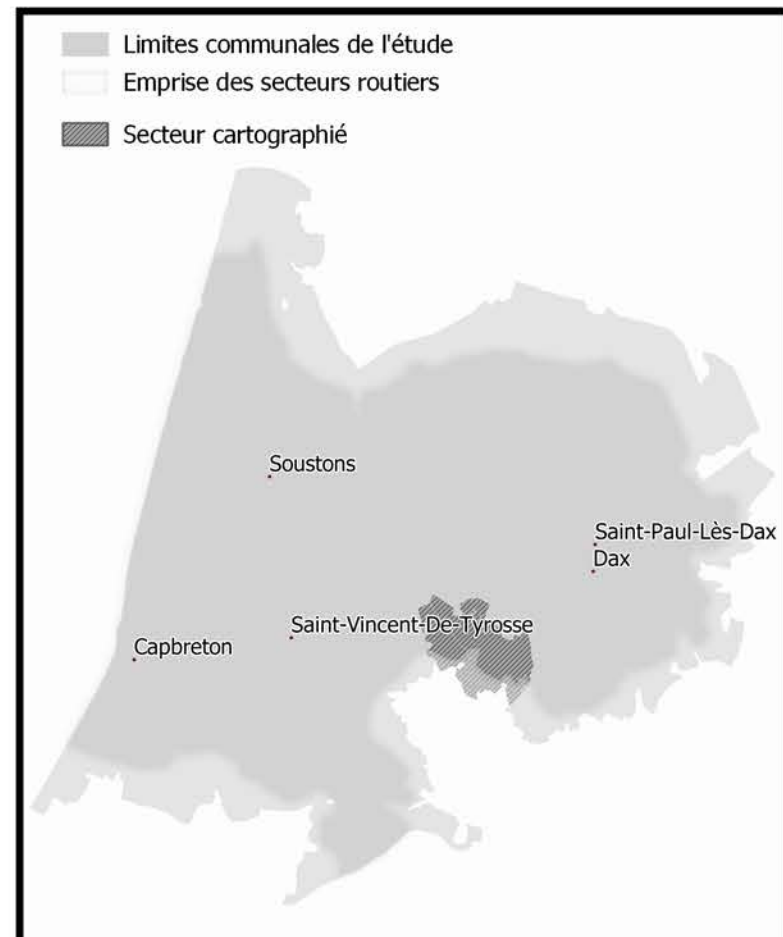 Limites communales de l'étude
Emprise des secteurs routiers
Secteur cartographié
Soustons
Saint-Paul-Lès-Dax
Dax
Saint-Vincent-De-Tyrosse
Capbreton